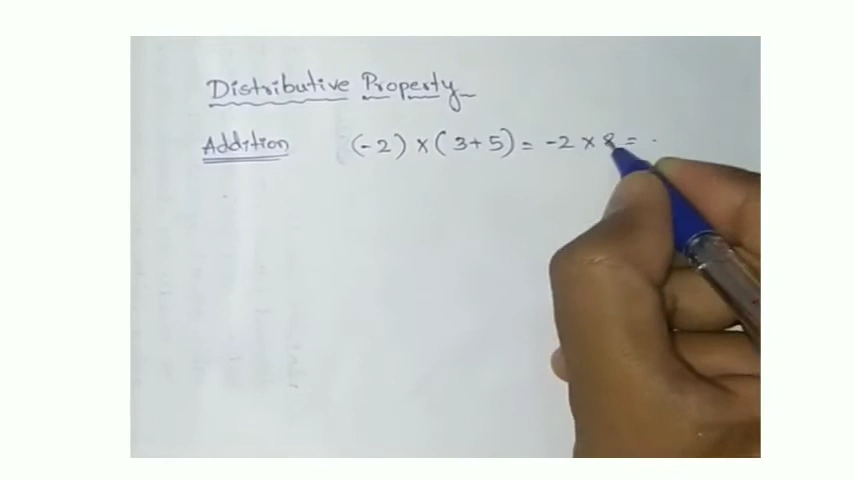 Distributive Property
Addition (-2) × (3+5) = -2 × 8 =